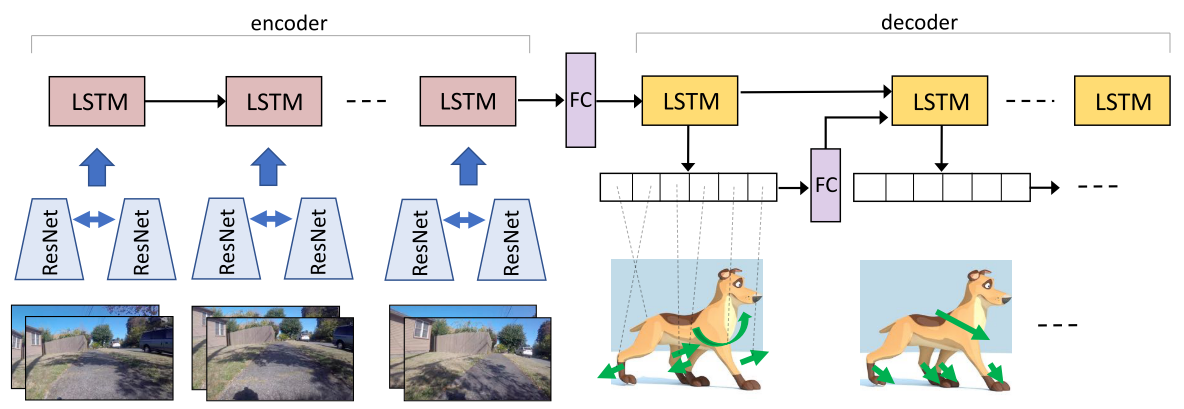 encoder
decoder
LSTM
LSTM
LSTM
FC
LSTM
LSTM
LSTM
FC
ResNet
ResNet
ResNet
ResNet
ResNet
ResNet